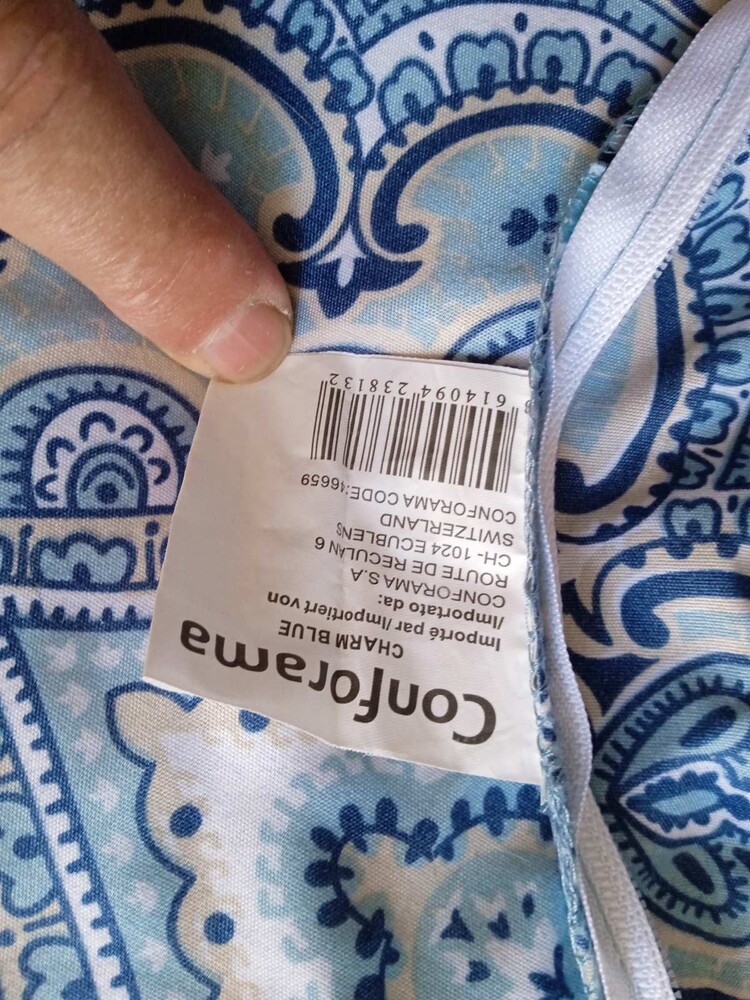 Conforama
CHARM BLUE
Importé par /importiert von
/importato da:
CONFORAMA S.A
ROUTE DE RECULAN 6
CH- 1024 ECUBLENS
SWITZERLAND
CONFORAMA CODE:46659
614094 238132